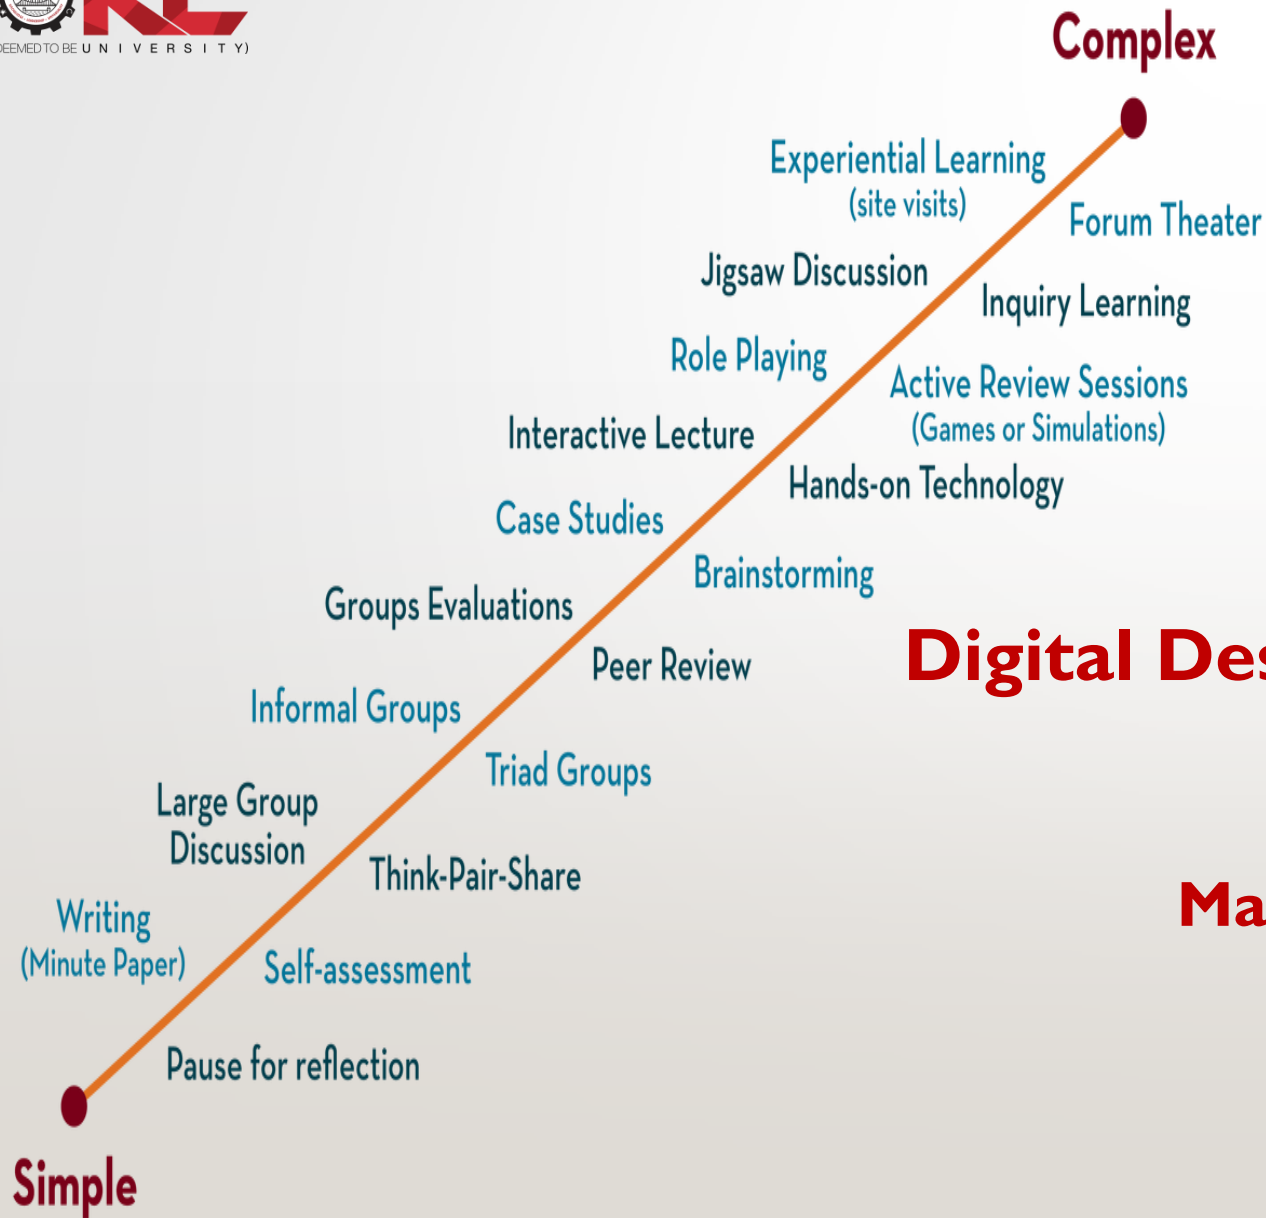 (DEEMED TO BE UNIVERSITY)
Complex
Experiential Learning
(site visits)
Forum Theater
Jigsaw Discussion
Inquiry Learning
Role Playing
Active Review Sessions
(Games or Simulations)
Interactive Lecture
Hands-on Technology
Case Studies
Brainstorming
Groups Evaluations
Digital Des
Peer Review
Informal Groups
Triad Groups
Large Group
Discussion
Think-Pair-Share
Ma
Writing
(Minute Paper)
Self-assessment
Pause for reflection
Simple